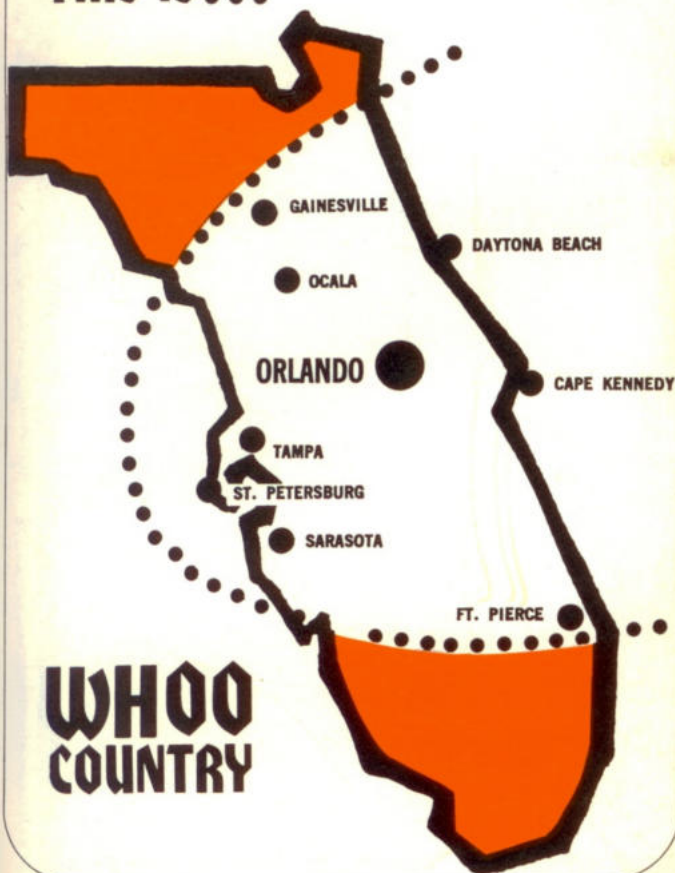 GAINESVILLE
DAYTONA BEACH
OCALA
ORLANDO
CAPE KENNEDY
TAMPA
ST. PETERSBURG
SARASOTA
FT. PIERCE
WHOO
COUNTRY